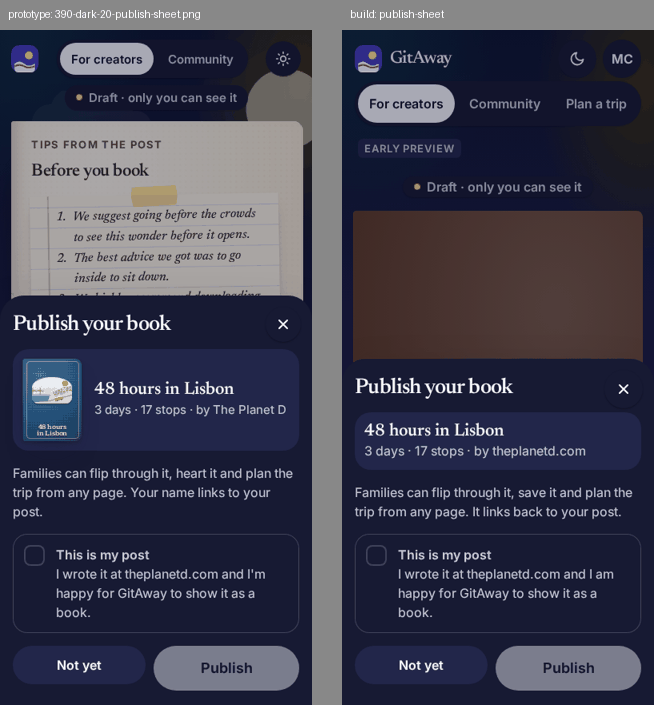 prototype: 390-dark-20-publish-sheet.png
For creators
Community
Draft · only you can see it
TIPS FROM THE POST
Before you book
1. We suggest going before the crowds
to see this wonder before it opens.
2. The best advice we got was to go
inside to sit down.
Publish your book
48 hours
in Lisbon
48 hours in Lisbon
3 days · 17 stops · by The Planet D
Families can flip through it, heart it and plan the
trip from any page. Your name links to your
post.
This is my post
I wrote it at theplanetd.com and I'm
happy for GitAway to show it as a
book.
Not yet
Publish
build: publish-sheet
GitAway
MC
For creators
Community
Plan a trip
EARLY PREVIEW
Draft · only you can see it
Publish your book
48 hours in Lisbon
3 days · 17 stops · by theplanetd.com
Families can flip through it, save it and plan the
trip from any page. It links back to your post.
This is my post
I wrote it at theplanetd.com and I am
happy for GitAway to show it as a
book.
Not yet
Publish